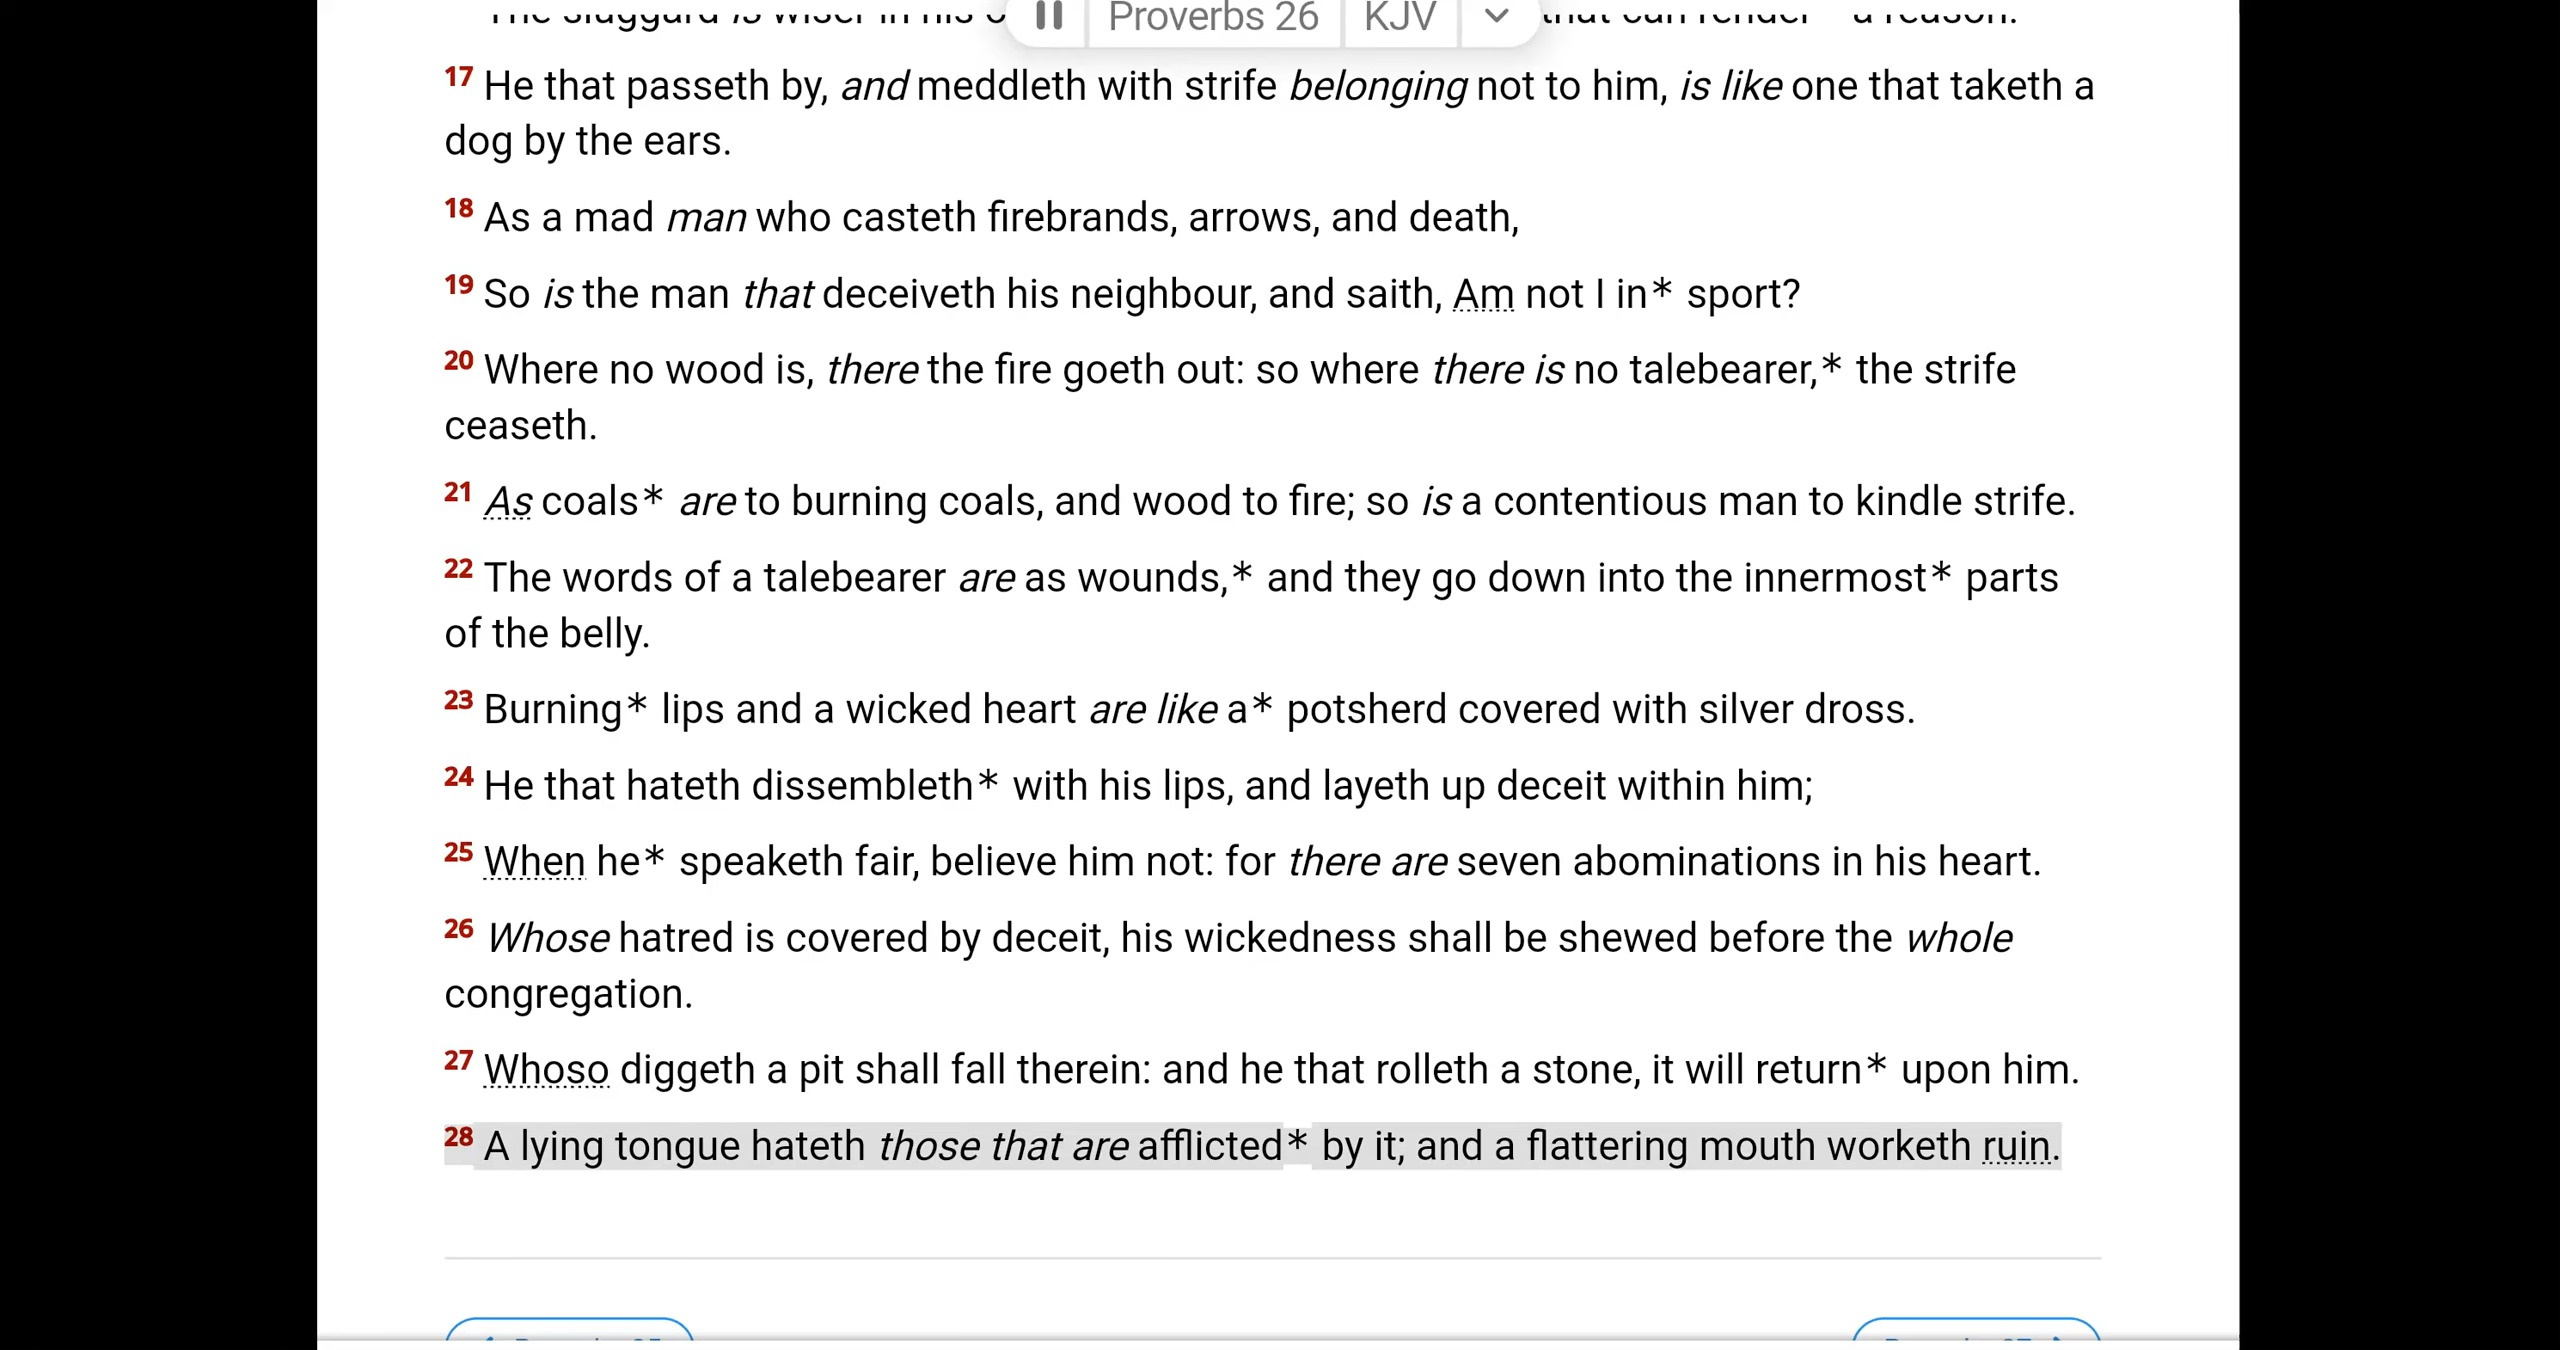 The sluggard is wiser in his
Proverbs 26 KJV
that can render a reason.
17 He that passeth by, and meddleth with strife belonging not to him, is like one that taketh a
dog by the ears.
18 As a mad man who casteth firebrands, arrows, and death,
19 So is the man that deceiveth his neighbour, and saith, Am not I in* sport?
20 Where no wood is, there the fire goeth out: so where there is no talebearer,* the strife
ceaseth.
21 As coals* are to burning coals, and wood to fire; so is a contentious man to kindle strife.
22 The words of a talebearer are as wounds,* and they go down into the innermost* parts
of the belly.
23 Burning* lips and a wicked heart are like a* potsherd covered with silver dross.
24 He that hateth dissembleth* with his lips, and layeth up deceit within him;
25 When he* speaketh fair, believe him not: for there are seven abominations in his heart.
26 Whose hatred is covered by deceit, his wickedness shall be shewed before the whole
congregation.
27 Whoso diggeth a pit shall fall therein: and he that rolleth a stone, it will return* upon him.
28 A lying tongue hateth those that are afflicted* by it; and a flattering mouth worketh ruin.